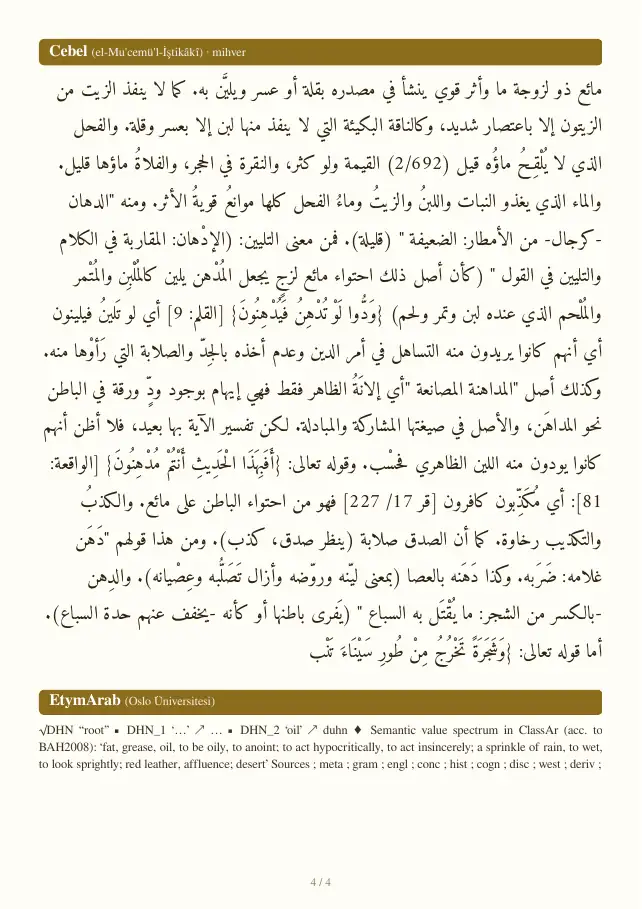 Cebel (el-Mu'cemü'l-İştikâkî) · mihver
مائع ذو لزوجة ما وأثر قوي ينشأ في مصدره بقلة أو عسر ويليَّن به. كما لا ينفذ الزيت من
الزيتون إلا باعتصار شديد، وكالناقة البكيئة التي لا ينفذ منها لبن إلا بعسر وقلة. والفحل
الذي لا يُلْقِحُ ماؤُه قيل (2/692) القيمة ولو كثر، والنقرة في الحجر، والفلاةُ ماؤها قليل.
والماء الذي يغذو النبات واللبنُ والزيتُ وماءُ الفحل كلها موانعُ قويةُ الأثر. ومنه "الدهان
-كرجال- من الأمطار: الضعيفة " (قليلة). فمن معنى التليين: (الإدْهان: المقاربة في الكلام
والتليين في القول " (كأن أصل ذلك احتواء مائع لزجٍ يجعل المُدْهن يلين كالمُلْبِن والمُتْمر
والمُلْحم الذي عنده لبن وتمر ولحم) {وَدُّوا لَوْ تُدْهِنُ فَيُدْهِنُونَ} [القلم: 9] أي لو تَلينُ فيلينون
أي أنهم كانوا يريدون منه التساهل في أمر الدين وعدم أخذه بالجِدِّ والصلابة التي رَأوْها منه.
وكذلك أصل "المداهنة المصانعة "أي إلانَةُ الظاهر فقط فهي إيهام بوجود ودٍّ ورقة في الباطن
نحو المداهَن، والأصل في صيغتها المشاركة والمبادلة. لكن تفسير الآية بها بعيد، فلا أظن أنهم
كانوا يودون منه اللين الظاهري فحَسْب. وقوله تعالى: {أَفَبِهَذَا الْحَدِيثِ أَنْتُمْ مُدْهِنُونَ} [الواقعة:
81]: أي مُكَذِّبون كافرون [قر 17/ 227] فهو من احتواء الباطن على مائع. والكذبُ
والتكذيب رخاوة. كما أن الصدق صلابة (ينظر صدق، كذب). ومن هذا قولهم "دَهَن
غلامه: ضَرَبه. وكذا دَهَنه بالعصا (بمعنى ليّنه وروّضه وأزال تَصَلُّبه وعِصْيانه). والدِهن
-بالكسر من الشجر: ما يُقْتَل به السباع " (يَفرى باطنها أو كأنه -يخفف عنهم حدة السباع).
أما قوله تعالى: {وَشَجَرَةً تَخْرُجُ مِنْ طُورِ سَيْنَاءَ تَنْب
EtymArab (Oslo Üniversitesi)
√DHN “root” ▪ DHN_1 ‘…’ ↗ … ▪ DHN_2 ‘oil’ ↗ duhn ♦ Semantic value spectrum in ClassAr (acc. to
BAH2008): ‘fat, grease, oil, to be oily, to anoint; to act hypocritically, to act insincerely; a sprinkle of rain, to wet,
to look sprightly; red leather, affluence; desert’ Sources ; meta ; gram ; engl ; conc ; hist ; cogn ; disc ; west ; deriv ;
4 / 4